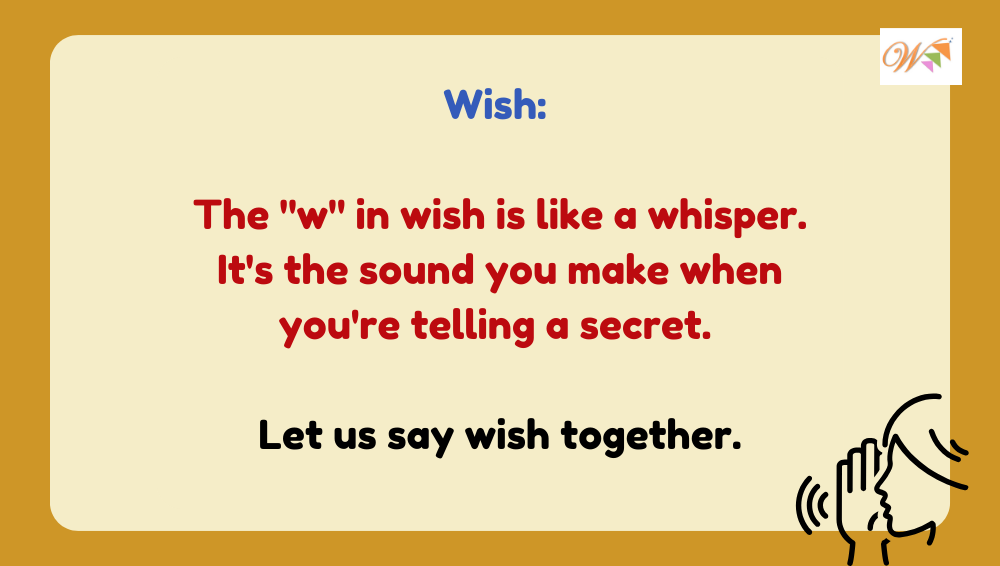 W
Wish:
The "w" in wish is like a whisper.
It's the sound you make when
you're telling a secret.
Let us say wish together.